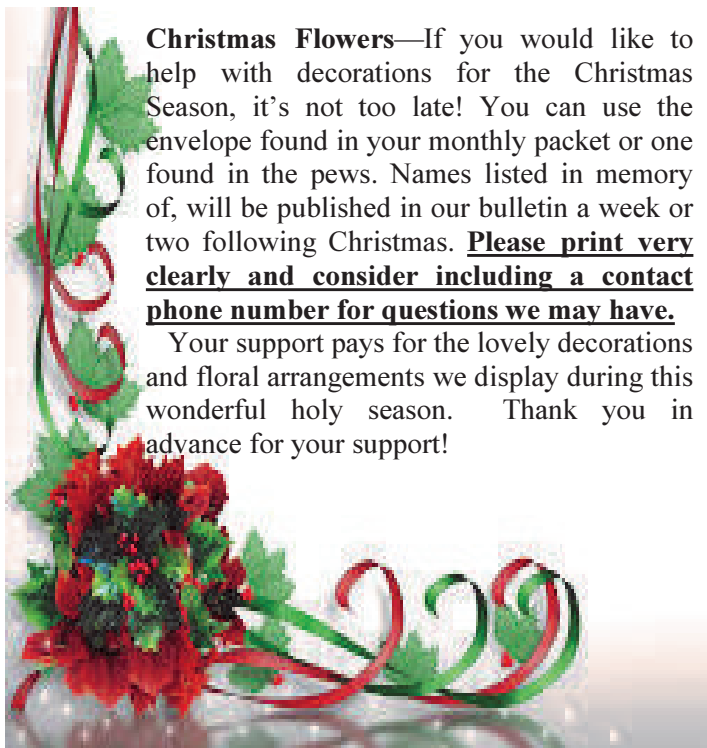 Christmas Flowers—If you would like to
help with decorations for the Christmas
Season, it's not too late! You can use the
envelope found in your monthly packet or one
found in the pews. Names listed in memory
of, will be published in our bulletin a week or
two following Christmas. Please print very
clearly and consider including a contact
phone number for questions we may have.
Your support pays for the lovely decorations
and floral arrangements we display during this
wonderful holy season. Thank you in
advance for your support!